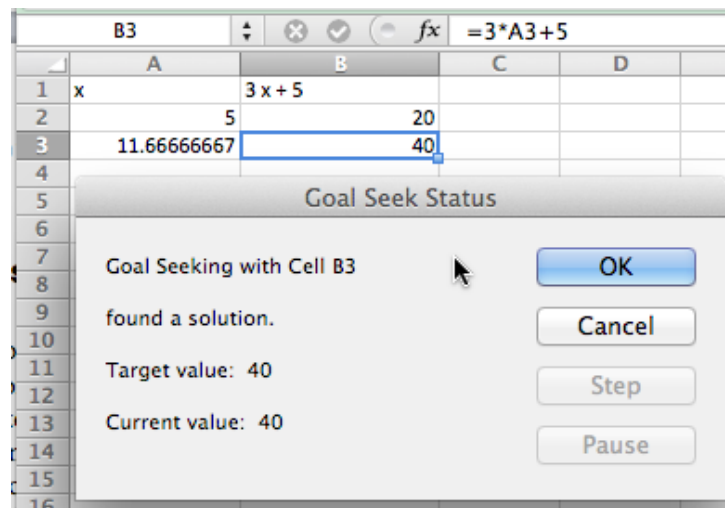 B3 fx =3*A3+5
A B C D
1 x 3 x + 5
2 5 20
3 11.66666667 40
4
5 Goal Seek Status
6
7 Goal Seeking with Cell B3 OK
8
9 found a solution. Cancel
10
11 Target value: 40 Step
12
13 Current value: 40
14 Pause
15
16